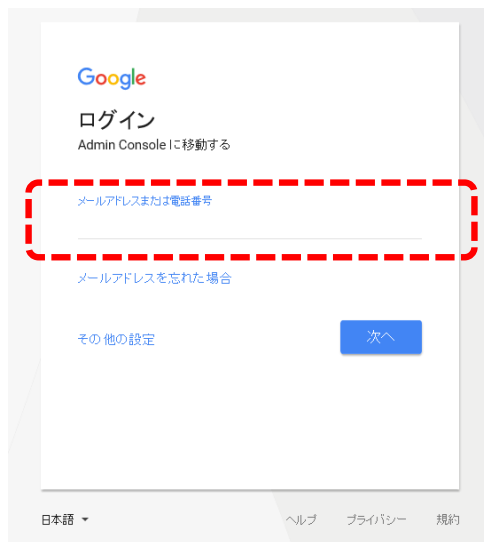 Google
ログイン
Admin Console に移動する
メールアドレスまたは電話番号
メールアドレスを忘れた場合
その他の設定
次へ
日本語
ヘルプ プライバシー 規約